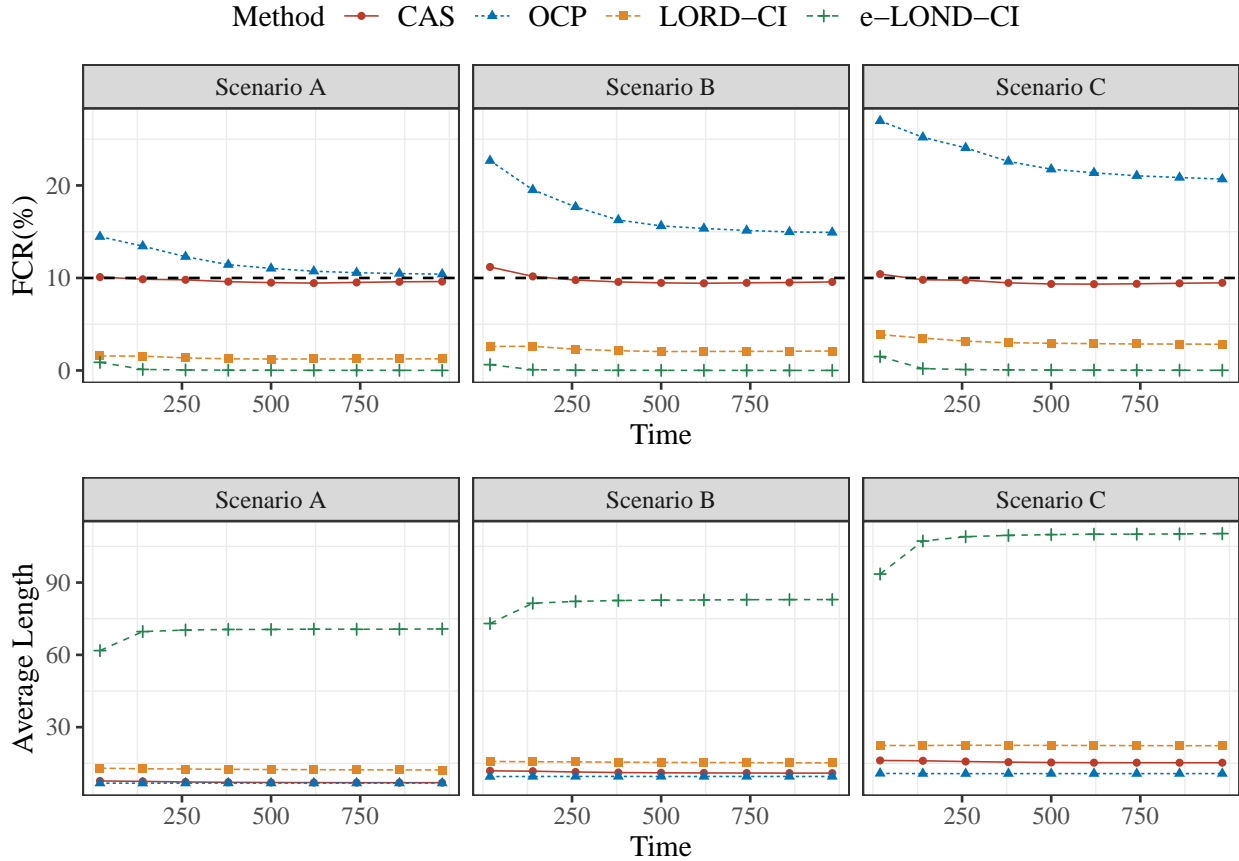 Method CAS OCP LORD−CI e−LOND−CI
Scenario A Scenario B Scenario C
FCR(%)
20
10
0
250 500 750 250 500 750 250 500 750
Time
Scenario A Scenario B Scenario C
Average Length
90
60
30
250 500 750 250 500 750 250 500 750
Time